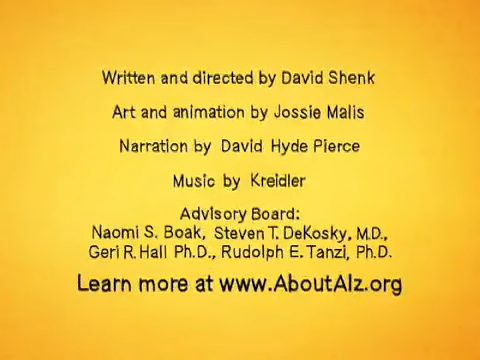 Written and directed by David Shenk
Art and animation by Jossie Malis
Narration by David Hyde Pierce
Music by Kreidler
Advisory Board:
Naomi S. Boak, Steven T. DeKosky, M.D.,
Geri R. Hall Ph.D., Rudolph E. Tanzi, Ph.D.
Learn more at www.AboutAlz.org